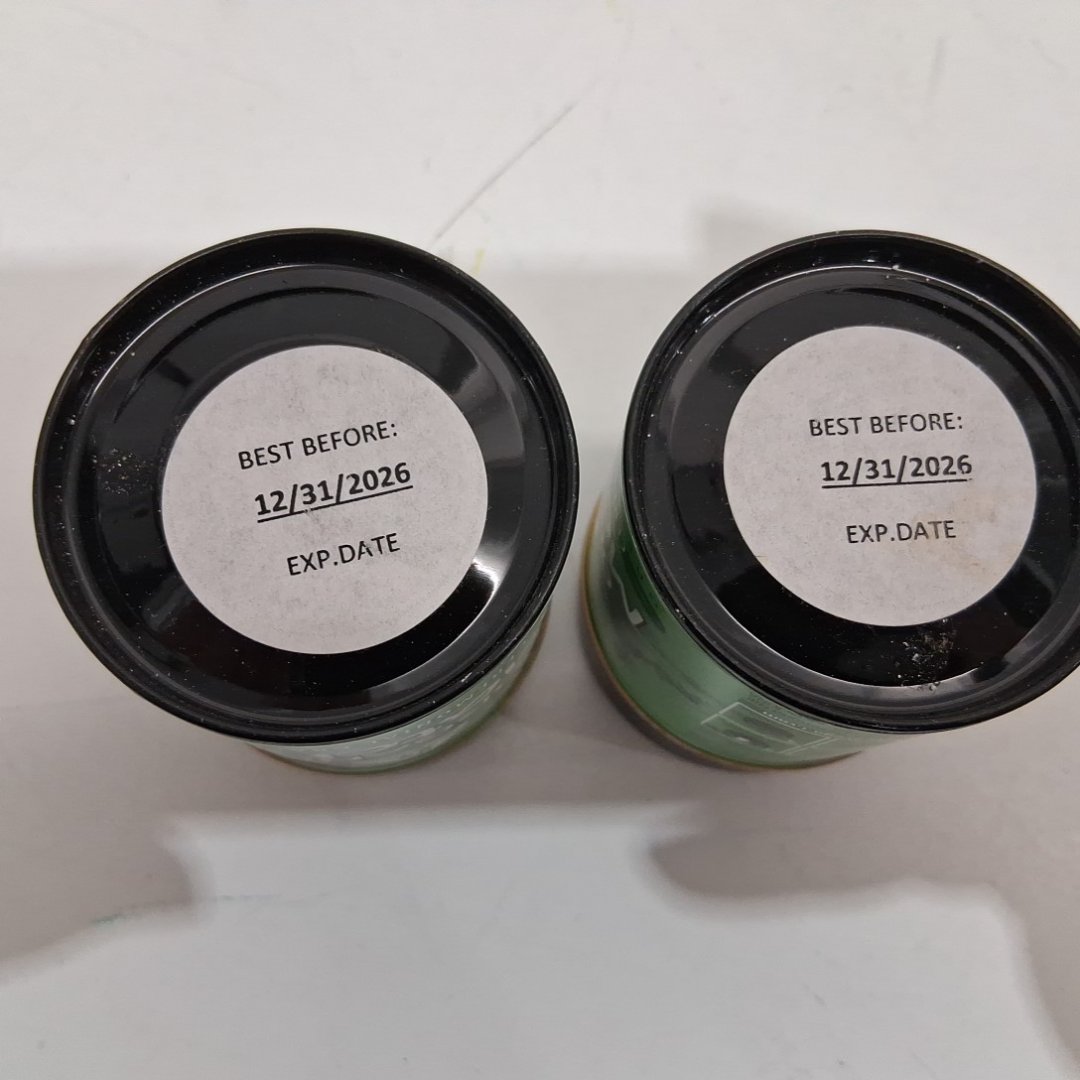 BEST BEFORE:
12/31/2026
EXP.DATE
BEST BEFORE:
12/31/2026
EXP.DATE